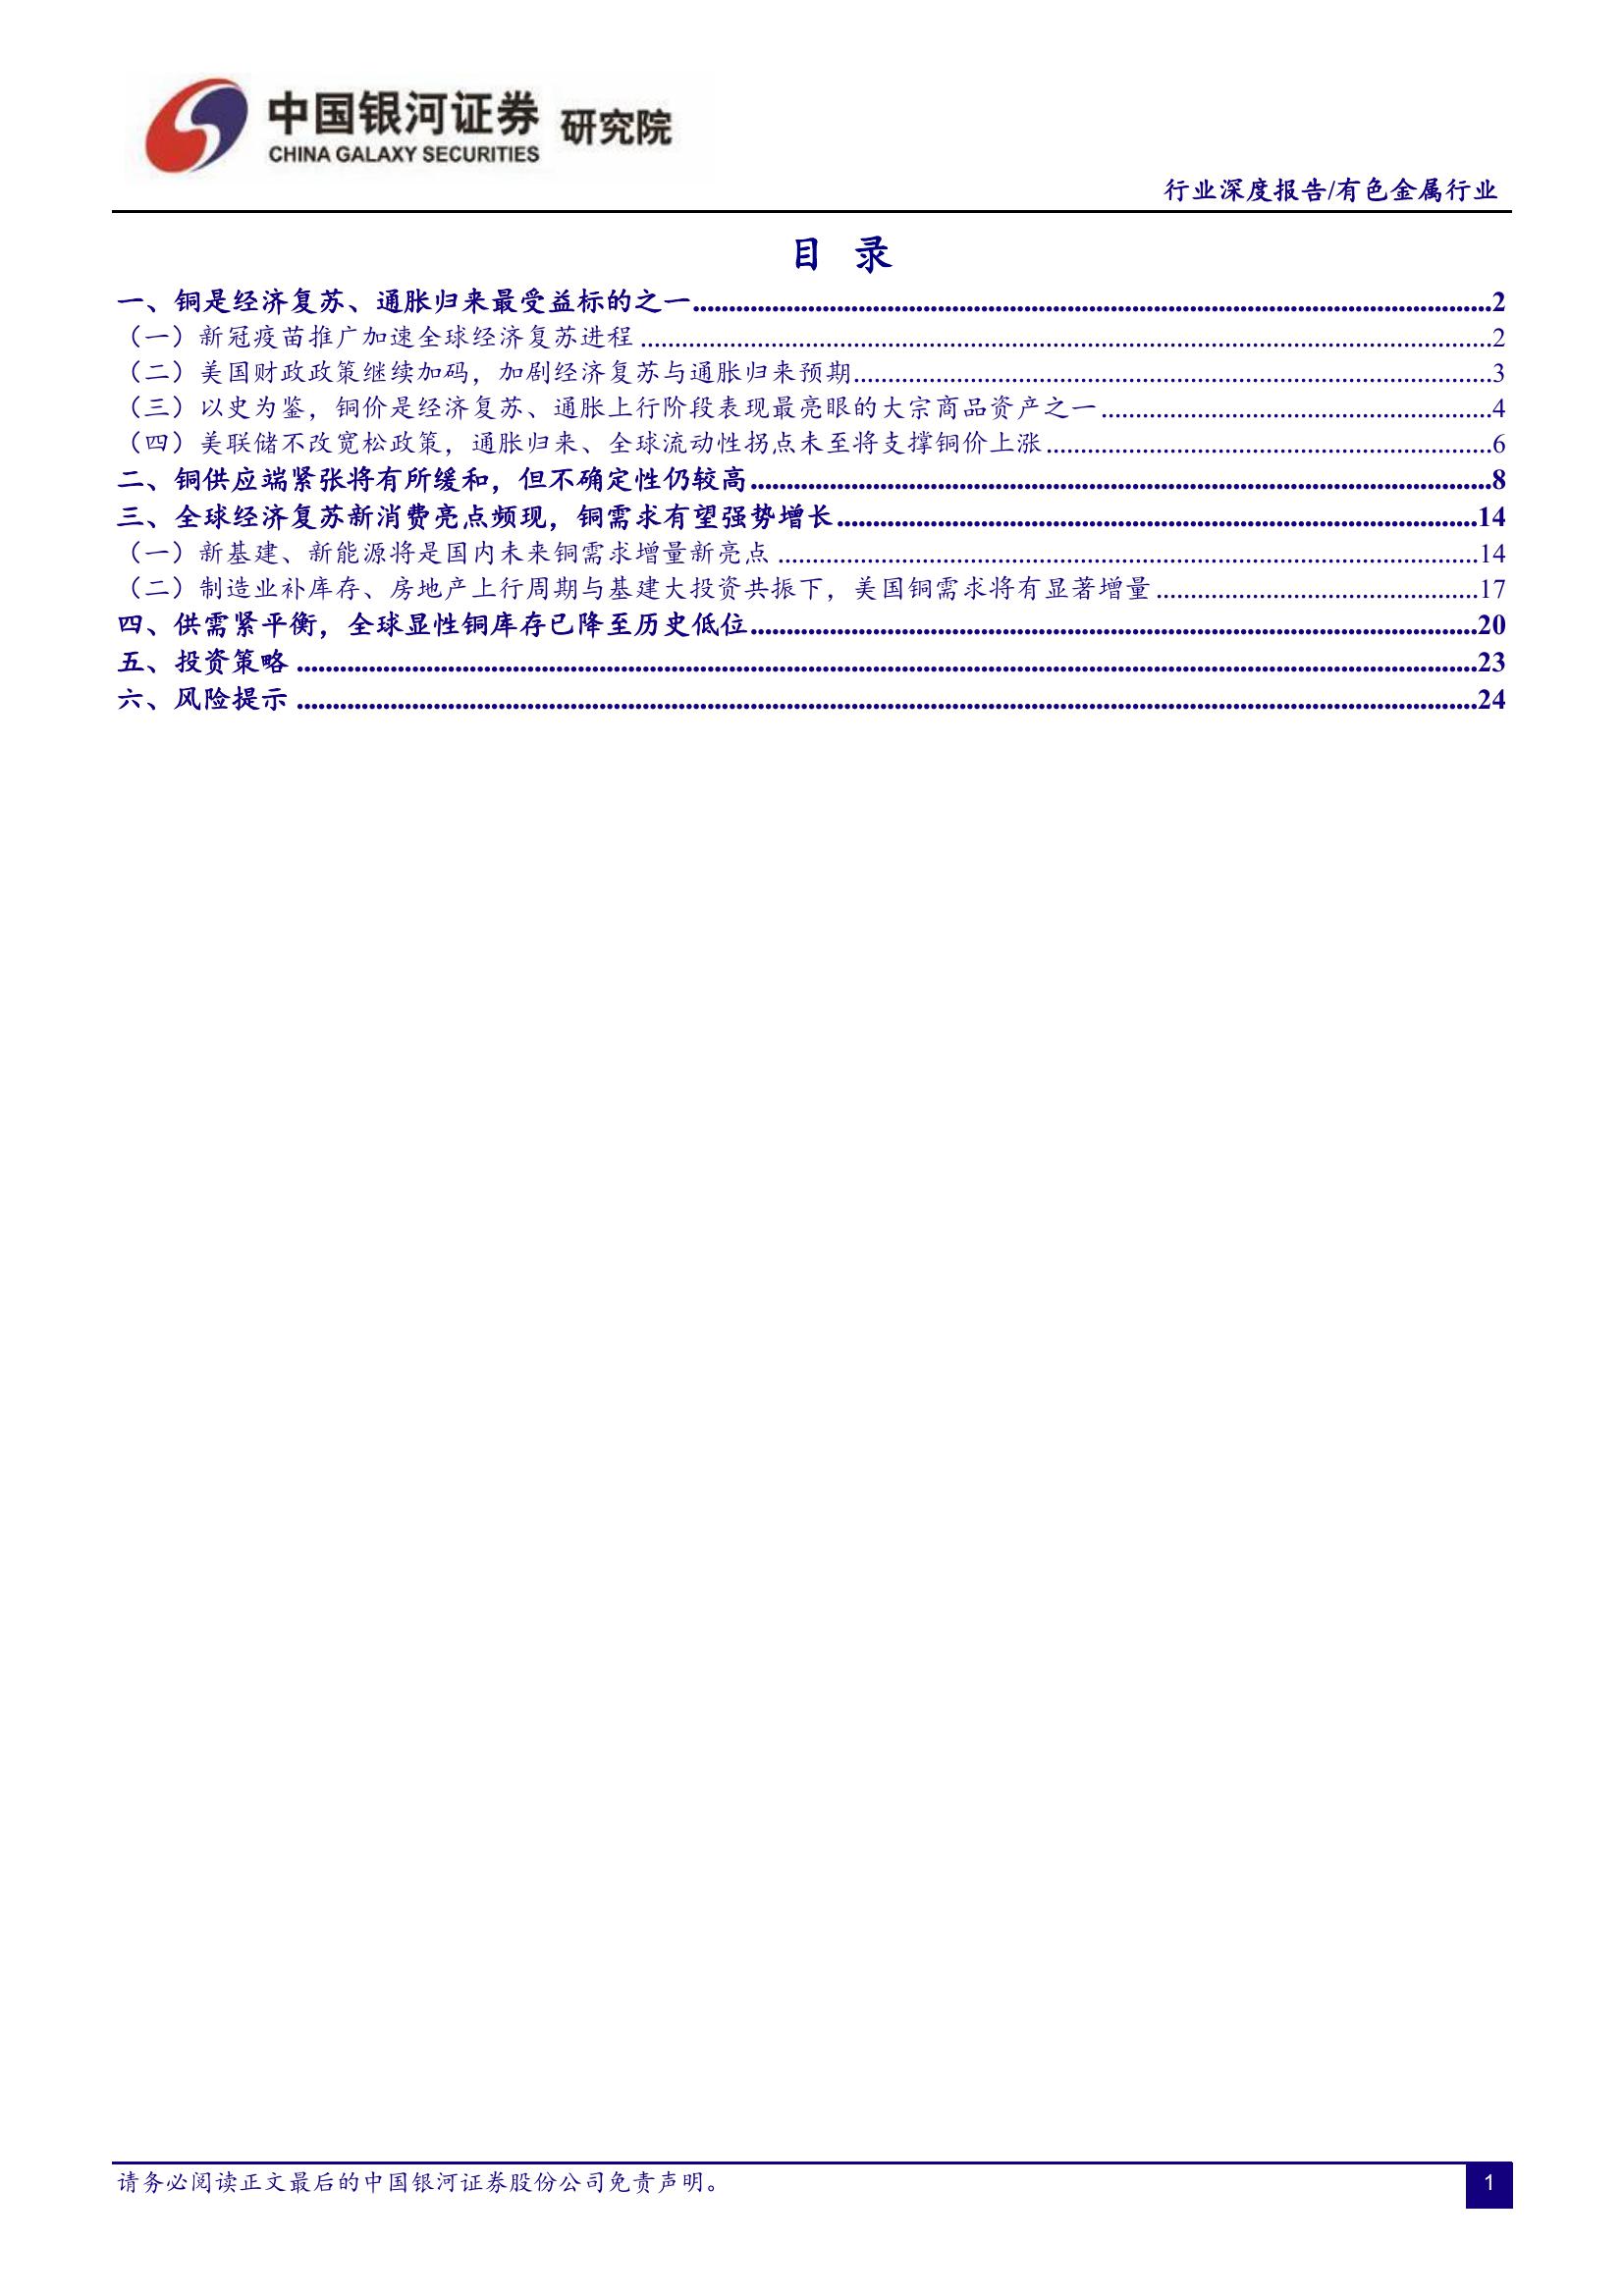 中国银河证券 研究院
CHINA GALAXY SECURITIES
行业深度报告/有色金属行业
目 录
一、铜是经济复苏、通胀归来最受益标的之一........2
（一）新冠疫苗推广加速全球经济复苏进程........2
（二）美国财政政策继续加码，加剧经济复苏与通胀归来预期........3
（三）以史为鉴，铜价是经济复苏、通胀上行阶段表现最亮眼的大宗商品资产之一........4
（四）美联储不改宽松政策，通胀归来、全球流动性拐点未至将支撑铜价上涨........6
二、铜供应端紧张将有所缓和，但不确定性仍较高........8
三、全球经济复苏新消费亮点频现，铜需求有望强势增长........14
（一）新基建、新能源将是国内未来铜需求增量新亮点........14
（二）制造业补库存、房地产上行周期与基建大投资共振下，美国铜需求将有显著增量........17
四、供需紧平衡，全球显性铜库存已降至历史低位........20
五、投资策略........23
六、风险提示........24
请务必阅读正文最后的中国银河证券股份公司免责声明。
1